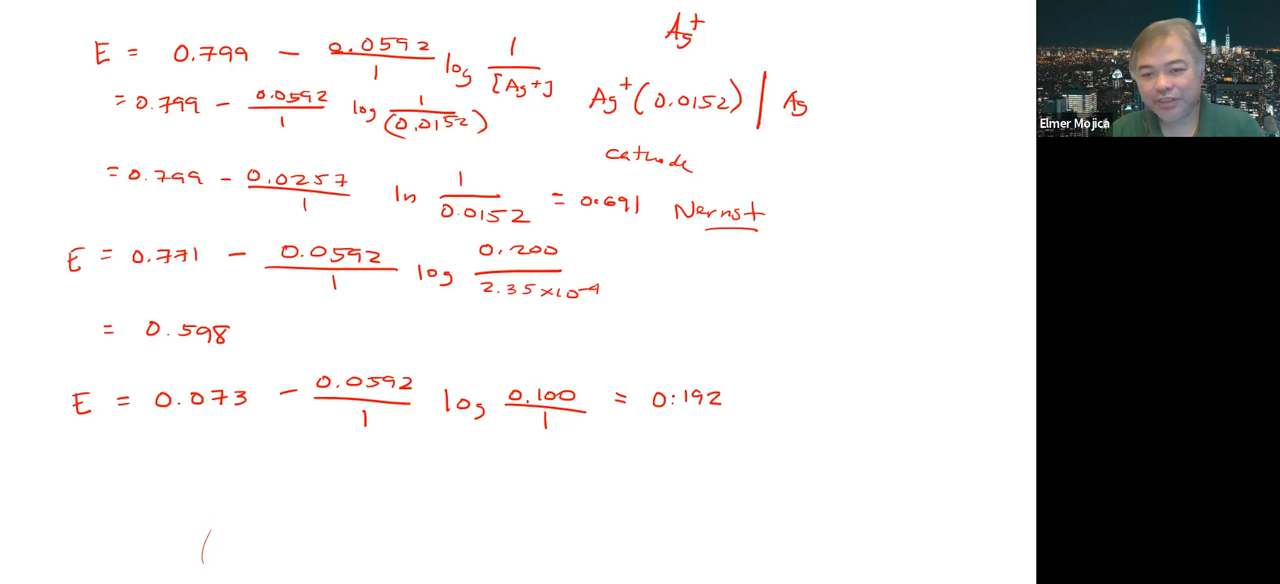 Ag⁺
E = 0.799 − 0.0592/1 log 1/[Ag+]
= 0.799 − 0.0592/1 log 1/(0.0152)
Ag⁺(0.0152) | Ag
cathode
= 0.799 − 0.0257/1 ln 1/0.0152 = 0.691
Nernst
E = 0.771 − 0.0592/1 log 0.200/2.35×10⁻⁴
= 0.598
E = 0.073 − 0.0592/1 log 0.100/1 = 0.192
(
Elmer Mojica